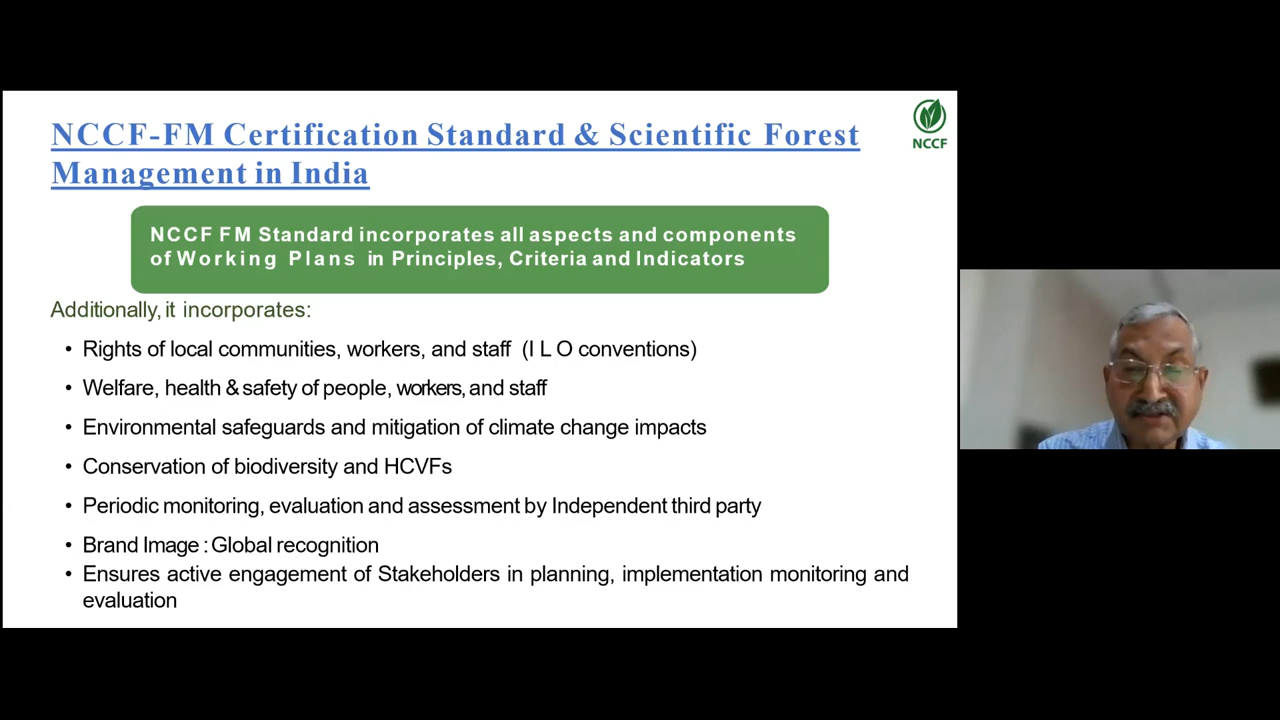 NCCF-FM Certification Standard & Scientific Forest
Management in India
NCCF
NCCF FM Standard incorporates all aspects and components
of Working Plans in Principles, Criteria and Indicators
Additionally, it incorporates:
• Rights of local communities, workers, and staff (I L O conventions)
• Welfare, health & safety of people, workers, and staff
• Environmental safeguards and mitigation of climate change impacts
• Conservation of biodiversity and HCVFs
• Periodic monitoring, evaluation and assessment by Independent third party
• Brand Image : Global recognition
• Ensures active engagement of Stakeholders in planning, implementation monitoring and
evaluation